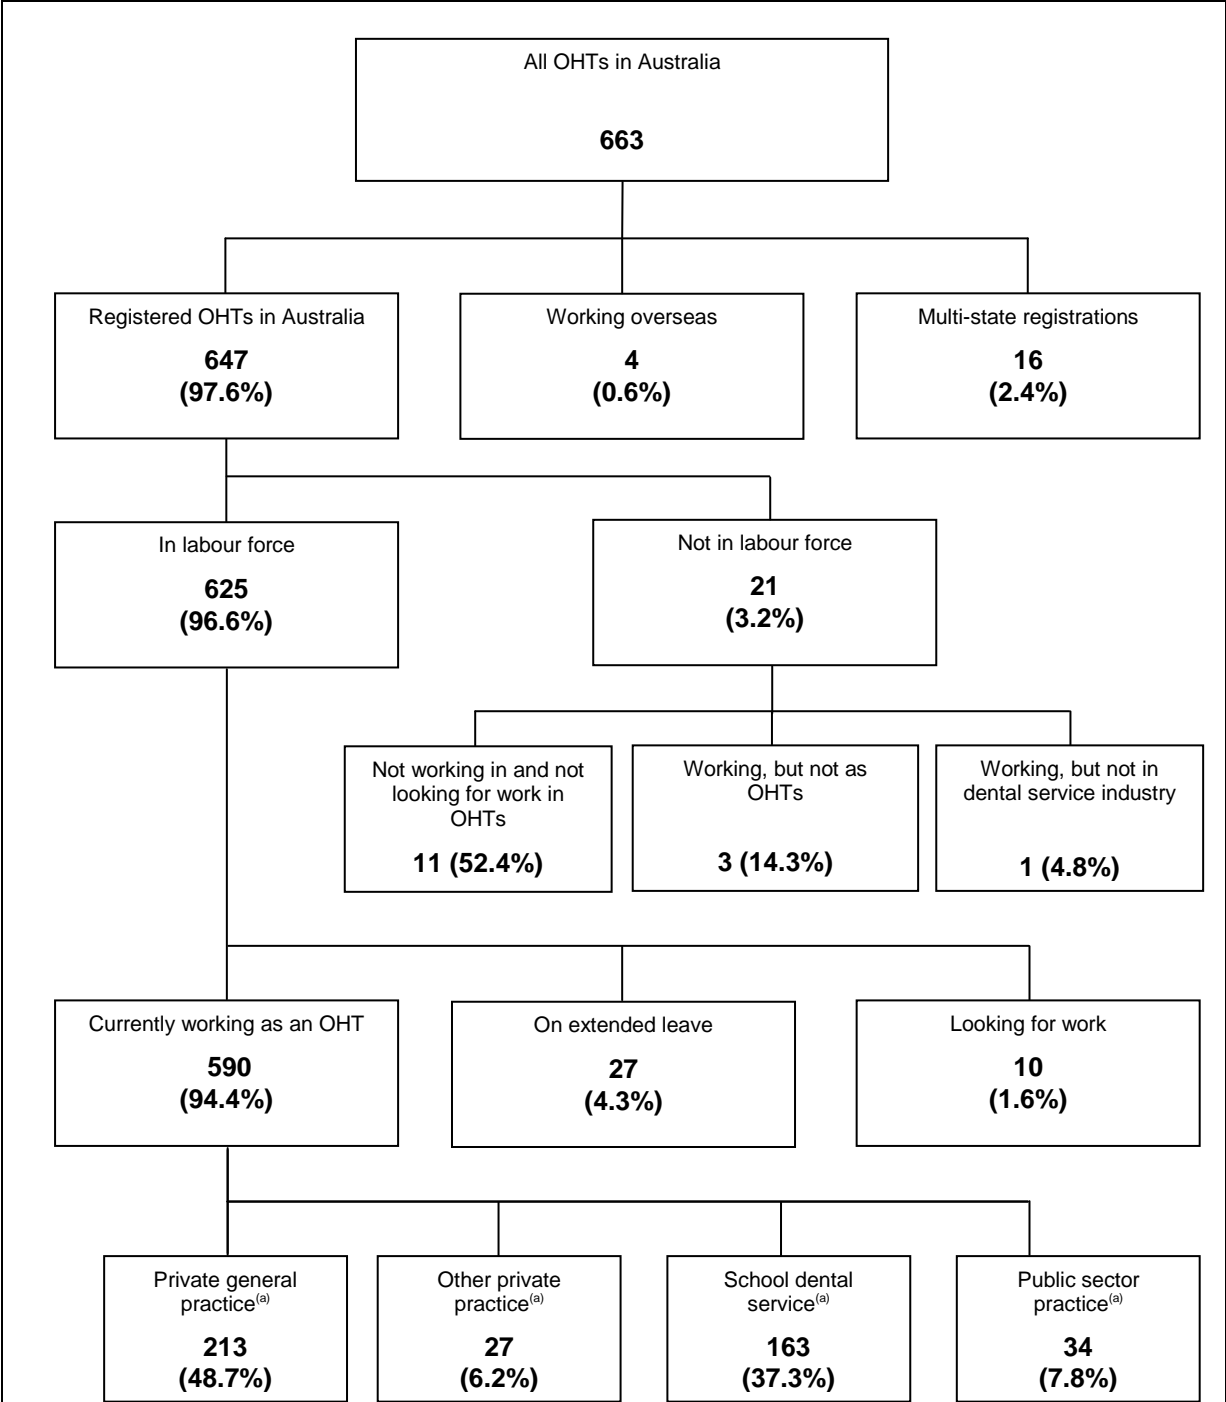 All OHTs in Australia
663
Registered OHTs in Australia
647
(97.6%)
Working overseas
4
(0.6%)
Multi-state registrations
16
(2.4%)
In labour force
625
(96.6%)
Not in labour force
21
(3.2%)
Not working in and not
looking for work in
OHTs
11 (52.4%)
Working, but not as
OHTs
3 (14.3%)
Working, but not in
dental service industry
1 (4.8%)
Currently working as an OHT
590
(94.4%)
On extended leave
27
(4.3%)
Looking for work
10
(1.6%)
Private general
practice(a)
213
(48.7%)
Other private
practice(a)
27
(6.2%)
School dental
service(a)
163
(37.3%)
Public sector
practice(a)
34
(7.8%)